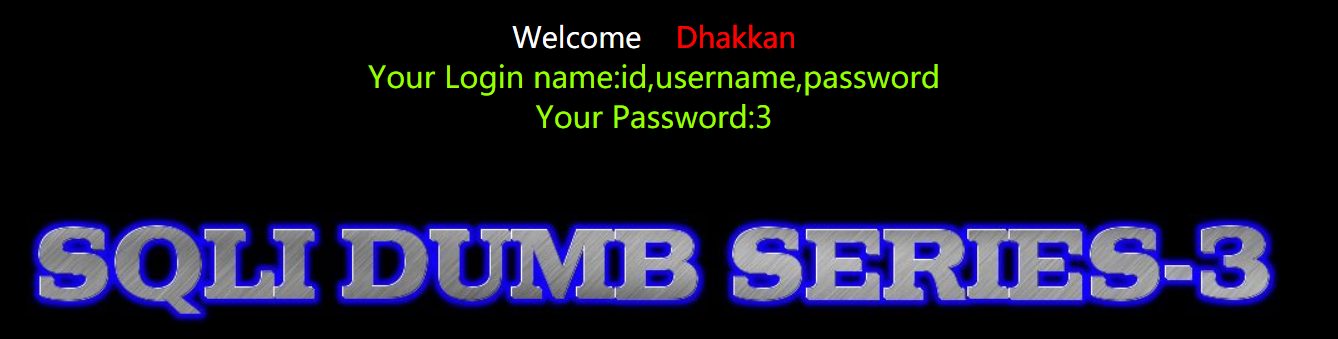 Welcome Dhakkan
Your Login name:id,username,password
Your Password:3
SQLI DUMB SERIES-3